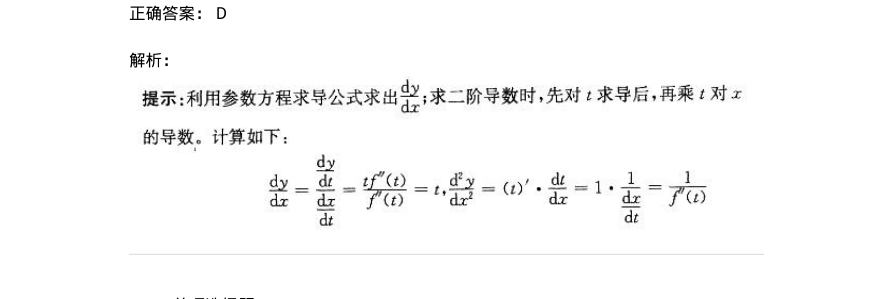 正确答案： D
解析：
提示:利用参数方程求导公式求出dy/dx;求二阶导数时,先对 t 求导后,再乘 t 对 x
的导数。计算如下:
dy/dx = (dy/dt)/(dx/dt) = tf″(t)/f″(t) = t, d²y/dx² = (t)′ · dt/dx = 1 · 1/(dx/dt) = 1/f″(t)